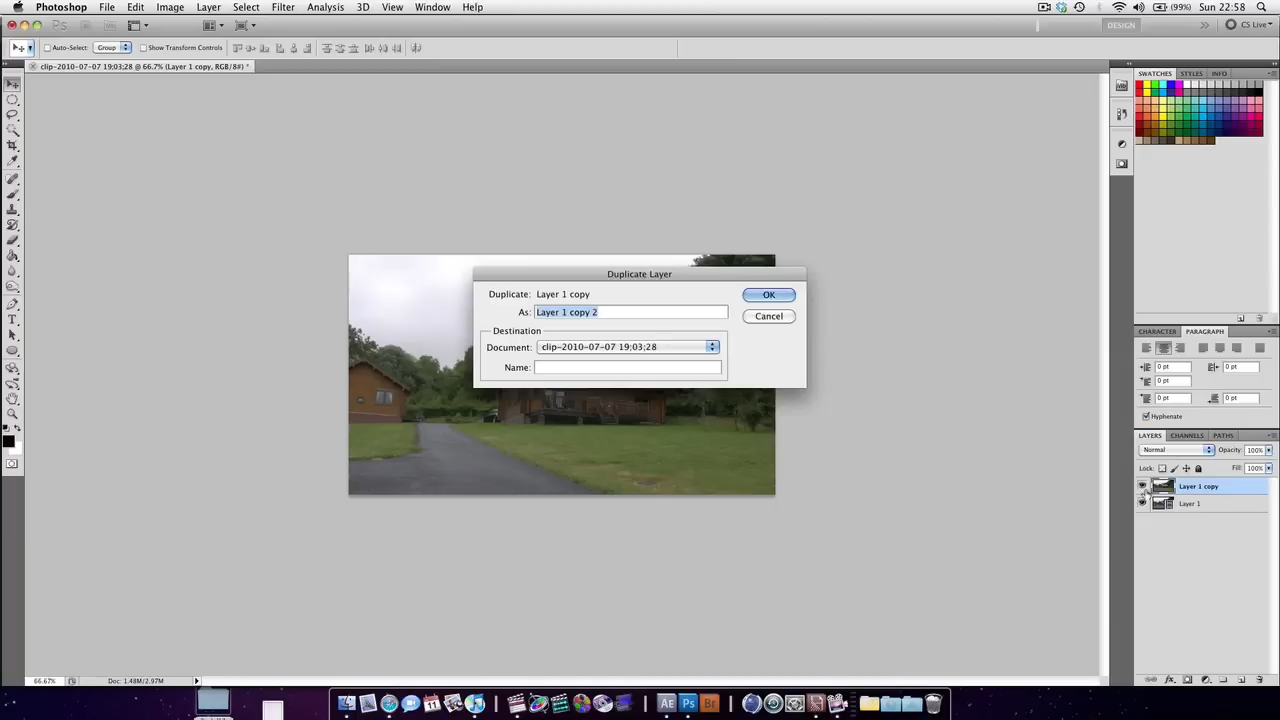 Photoshop File Edit Image Layer Select Filter Analysis 3D View Window Help (99%) Sun 22:58
Ps DESIGN >> CS Live
Auto-Select: Group Show Transform Controls
clip-2010-07-07 19;03;28 @ 66.7% (Layer 1 copy, RGB/8#) *
SWATCHES STYLES INFO
Mb
Duplicate Layer
Duplicate: Layer 1 copy OK
As: Layer 1 copy 2
Cancel
Destination
Document: clip-2010-07-07 19;03;28
Name:
CHARACTER PARAGRAPH
0 pt 0 pt
0 pt
0 pt 0 pt
Hyphenate
LAYERS CHANNELS PATHS
Normal Opacity: 100%
Lock: Fill: 100%
Layer 1 copy
Layer 1
66.67% Doc: 1.48M/2.97M
AE Ps Br